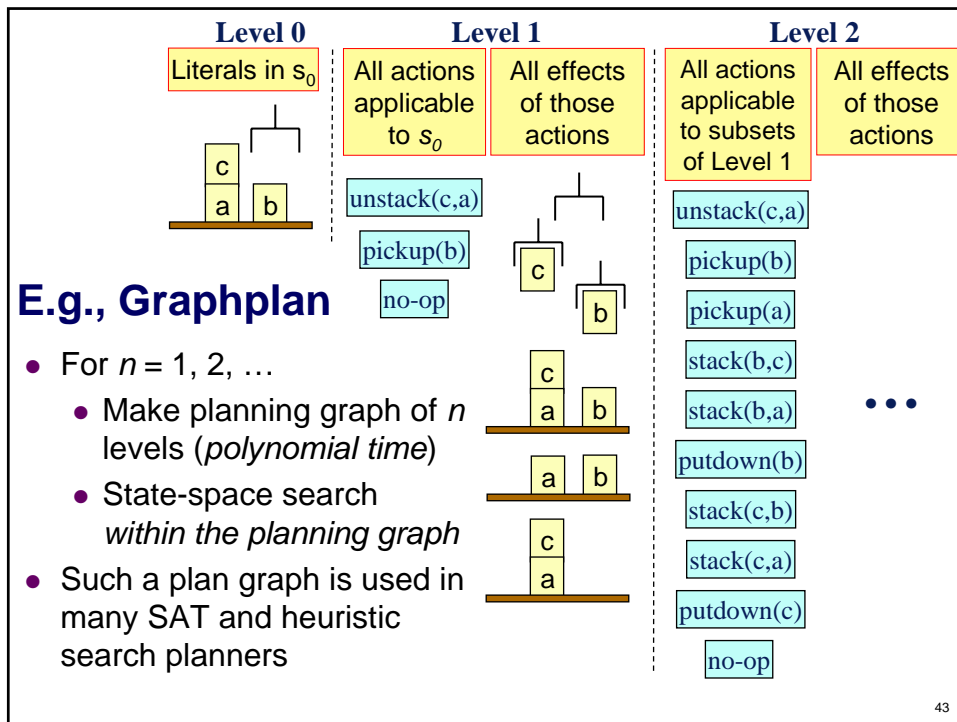 Level 0
Level 1
Level 2
Literals in s0
All actions
applicable
to s0
All effects
of those
actions
All actions
applicable
to subsets
of Level 1
All effects
of those
actions
c
a b
unstack(c,a)
pickup(b)
no-op
c
b
c
a b
a b
c
a
unstack(c,a)
pickup(b)
pickup(a)
stack(b,c)
stack(b,a)
putdown(b)
stack(c,b)
stack(c,a)
putdown(c)
no-op
•••
E.g., Graphplan
• For n = 1, 2, …
• Make planning graph of n
levels (polynomial time)
• State-space search
within the planning graph
• Such a plan graph is used in
many SAT and heuristic
search planners
43